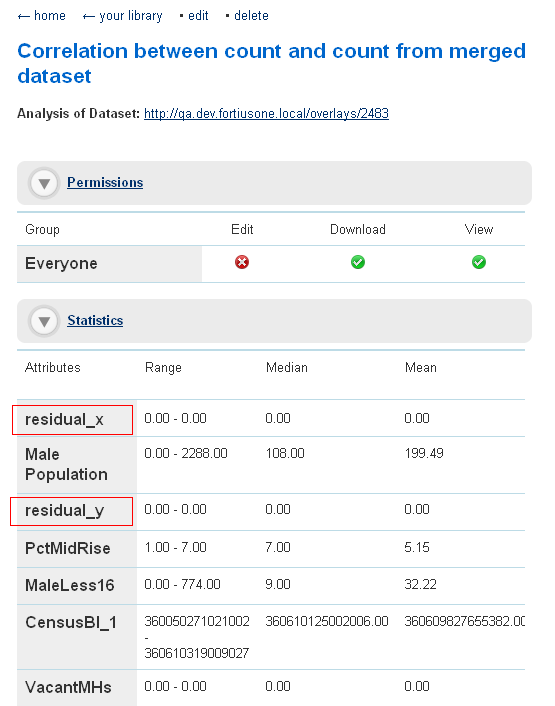 ← home ← your library • edit • delete
Correlation between count and count from merged
dataset
Analysis of Dataset: http://qa.dev.fortiusone.local/overlays/2483
Permissions
Group Edit Download View
Everyone
Statistics
Attributes Range Median Mean
residual_x 0.00 - 0.00 0.00 0.00
Male 0.00 - 2288.00 108.00 199.49
Population
residual_y 0.00 - 0.00 0.00 0.00
PctMidRise 1.00 - 7.00 7.00 5.15
MaleLess16 0.00 - 774.00 9.00 32.22
CensusBl_1 360050271021002 360610125002006.00 360609827655382.00
-
360610319009027
VacantMHs 0.00 - 0.00 0.00 0.00